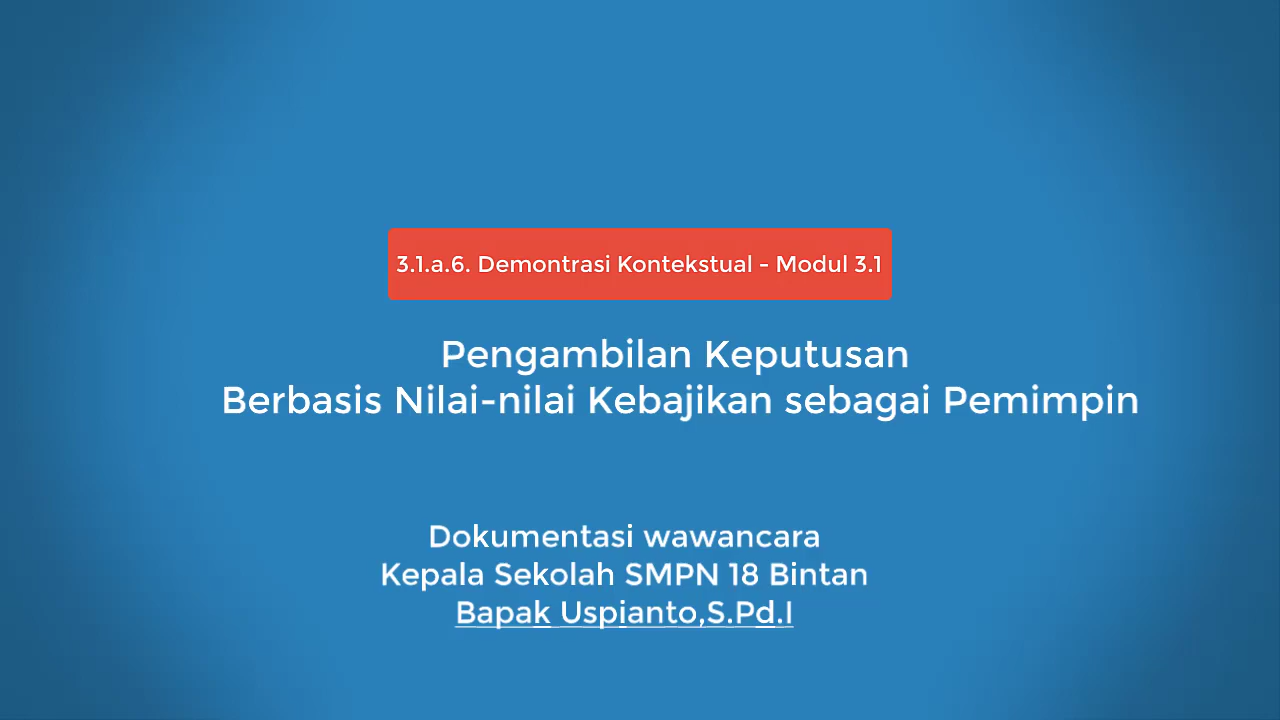 3.1.a.6. Demontrasi Kontekstual - Modul 3.1
Pengambilan Keputusan
Berbasis Nilai-nilai Kebajikan sebagai Pemimpin
Dokumentasi wawancara
Kepala Sekolah SMPN 18 Bintan
Bapak Uspianto,S.Pd.I